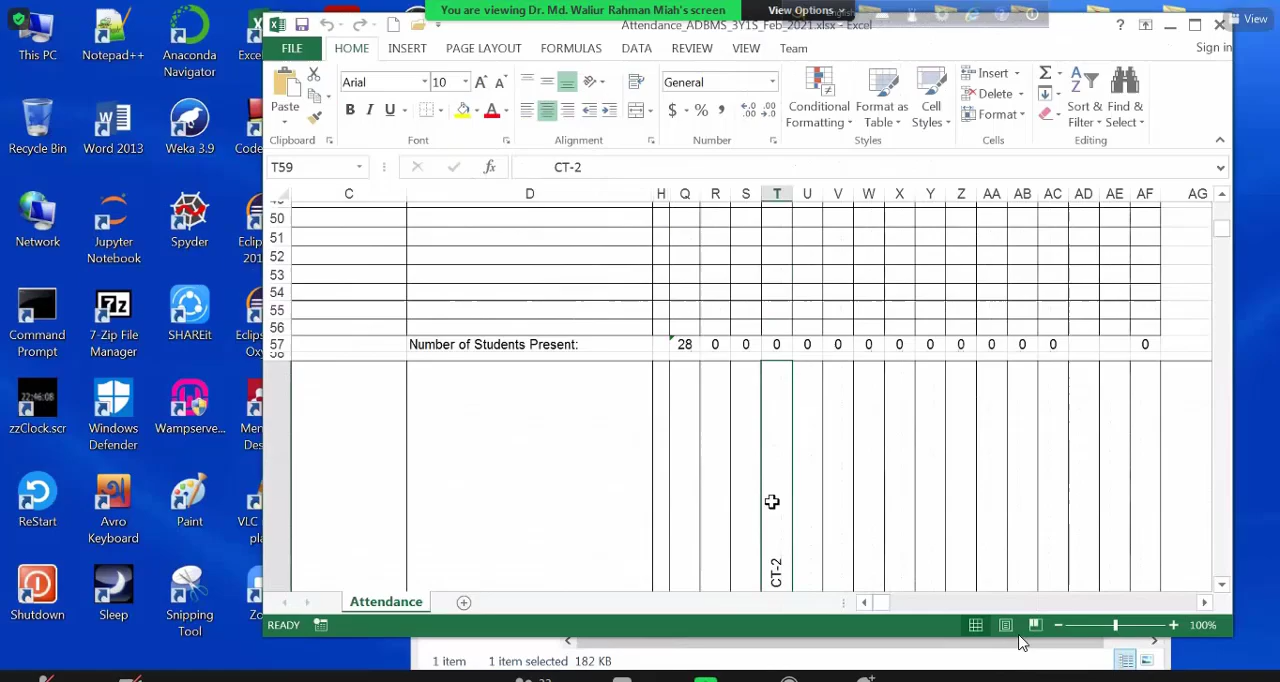 You are viewing Dr. Md. Waliur Rahman Miah's screen
View Options
View
Attendance_ADBMS_3Y1S_Feb_2021.xlsx - Excel
FILE HOME INSERT PAGE LAYOUT FORMULAS DATA REVIEW VIEW Team
Sign in
Paste
Arial 10
General
Conditional Formatting
Format as Table
Cell Styles
Insert
Delete
Format
Sort & Filter
Find & Select
Clipboard Font Alignment Number Styles Cells Editing
T59 CT-2
C D H Q R S T U V W X Y Z AA AB AC AD AE AF AG
50
51
52
53
54
55
56
57 Number of Students Present: 28 0 0 0 0 0 0 0 0 0 0 0 0 0
58
CT-2
Attendance
READY
100%
1 item 1 item selected 182 KB
This PC
Notepad++
Anaconda Navigator
Recycle Bin
Word 2013
Weka 3.9
Network
Jupyter Notebook
Spyder
Command Prompt
7-Zip File Manager
SHAREit
22:46:08
zzClock.scr
Windows Defender
Wampserve...
ReStart
Avro Keyboard
Paint
VLC
Shutdown
Sleep
Snipping Tool